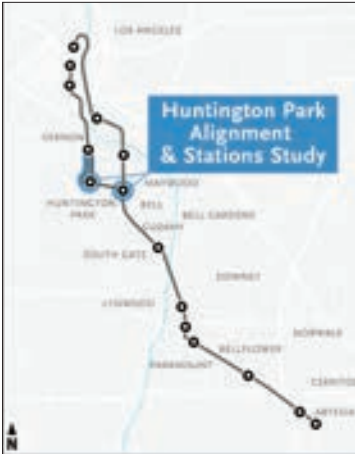 LOS ANGELES
Huntington Park
Alignment
& Stations Study
VERNON
MAYWOOD
HUNTINGTON
PARK
BELL
BELL GARDENS
CUDAHY
SOUTH GATE
DOWNEY
LYNWOOD
NORWALK
BELLFLOWER
PARAMOUNT
CERRITOS
ARTESIA
N